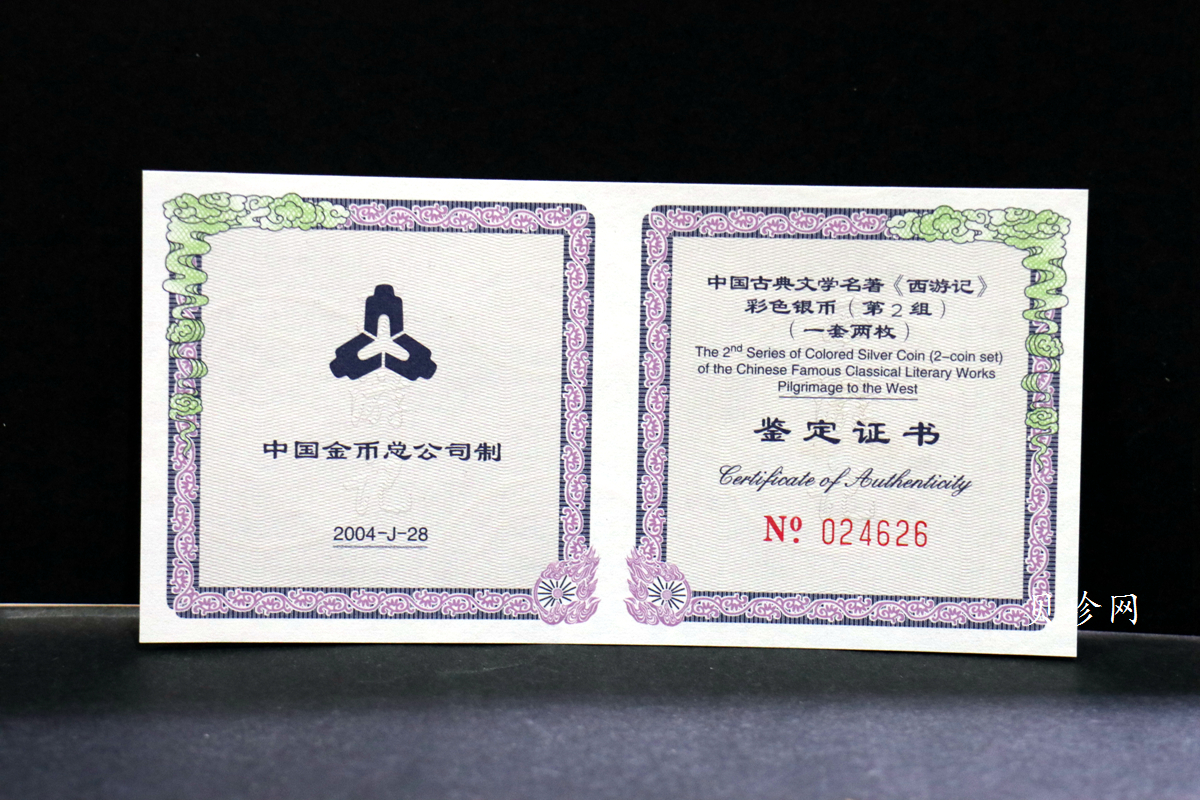 中国金币总公司制
2004-J-28
中国古典文学名著《西游记》
彩色银币（第2组）
（一套两枚）
The 2nd Series of Colored Silver Coin (2-coin set)
of the Chinese Famous Classical Literary Works
Pilgrimage to the West
鉴定证书
Certificate of Authenticity
Nº 024626
珍网